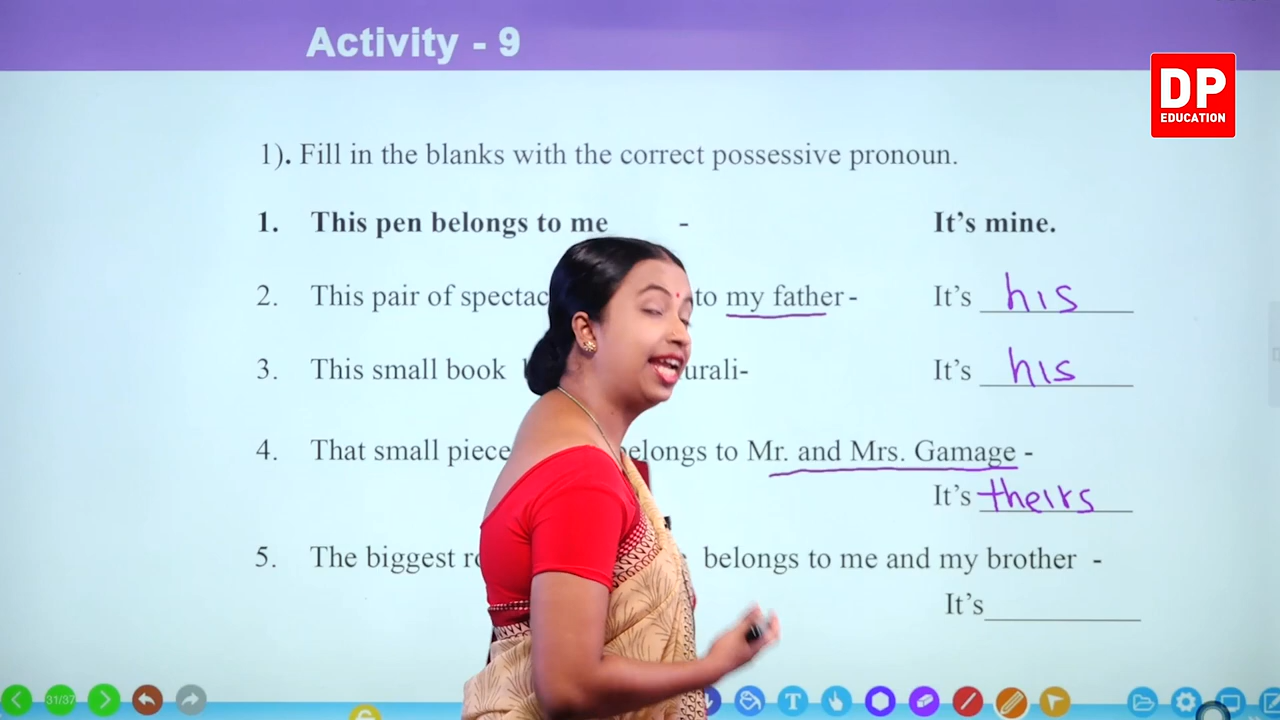 Activity - 9
DP
EDUCATION
1). Fill in the blanks with the correct possessive pronoun.
1. This pen belongs to me - It's mine.
2. This pair of to my father - It's his
3. This small book - It's his
4. That small piece belongs to Mr. and Mrs. Gamage -
It's theirs
5. The biggest belongs to me and my brother -
It's
31/37